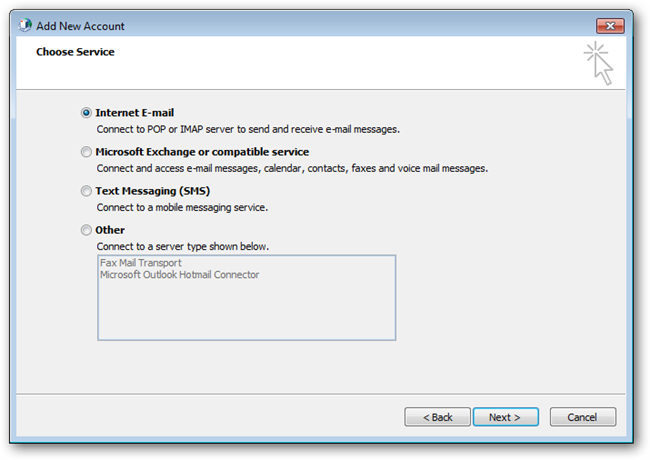 Add New Account
Choose Service
Internet E-mail
Connect to POP or IMAP server to send and receive e-mail messages.
Microsoft Exchange or compatible service
Connect and access e-mail messages, calendar, contacts, faxes and voice mail messages.
Text Messaging (SMS)
Connect to a mobile messaging service.
Other
Connect to a server type shown below.
Fax Mail Transport
Microsoft Outlook Hotmail Connector
< Back
Next >
Cancel